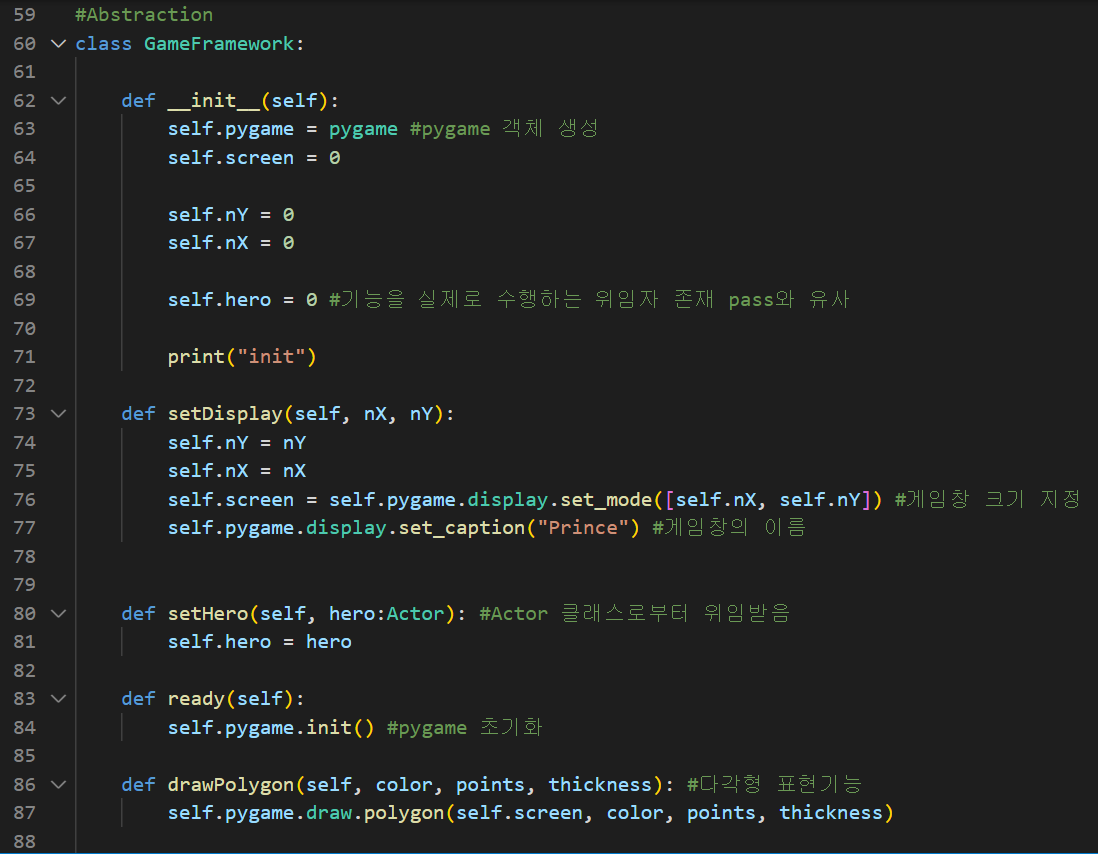 59 #Abstraction
60 class GameFramework:
61
62     def __init__(self):
63         self.pygame = pygame #pygame 객체 생성
64         self.screen = 0
65
66         self.nY = 0
67         self.nX = 0
68
69         self.hero = 0 #기능을 실제로 수행하는 위임자 존재 pass와 유사
70
71         print("init")
72
73     def setDisplay(self, nX, nY):
74         self.nY = nY
75         self.nX = nX
76         self.screen = self.pygame.display.set_mode([self.nX, self.nY]) #게임창 크기 지정
77         self.pygame.display.set_caption("Prince") #게임창의 이름
78
79
80     def setHero(self, hero:Actor): #Actor 클래스로부터 위임받음
81         self.hero = hero
82
83     def ready(self):
84         self.pygame.init() #pygame 초기화
85
86     def drawPolygon(self, color, points, thickness): #다각형 표현기능
87         self.pygame.draw.polygon(self.screen, color, points, thickness)
88